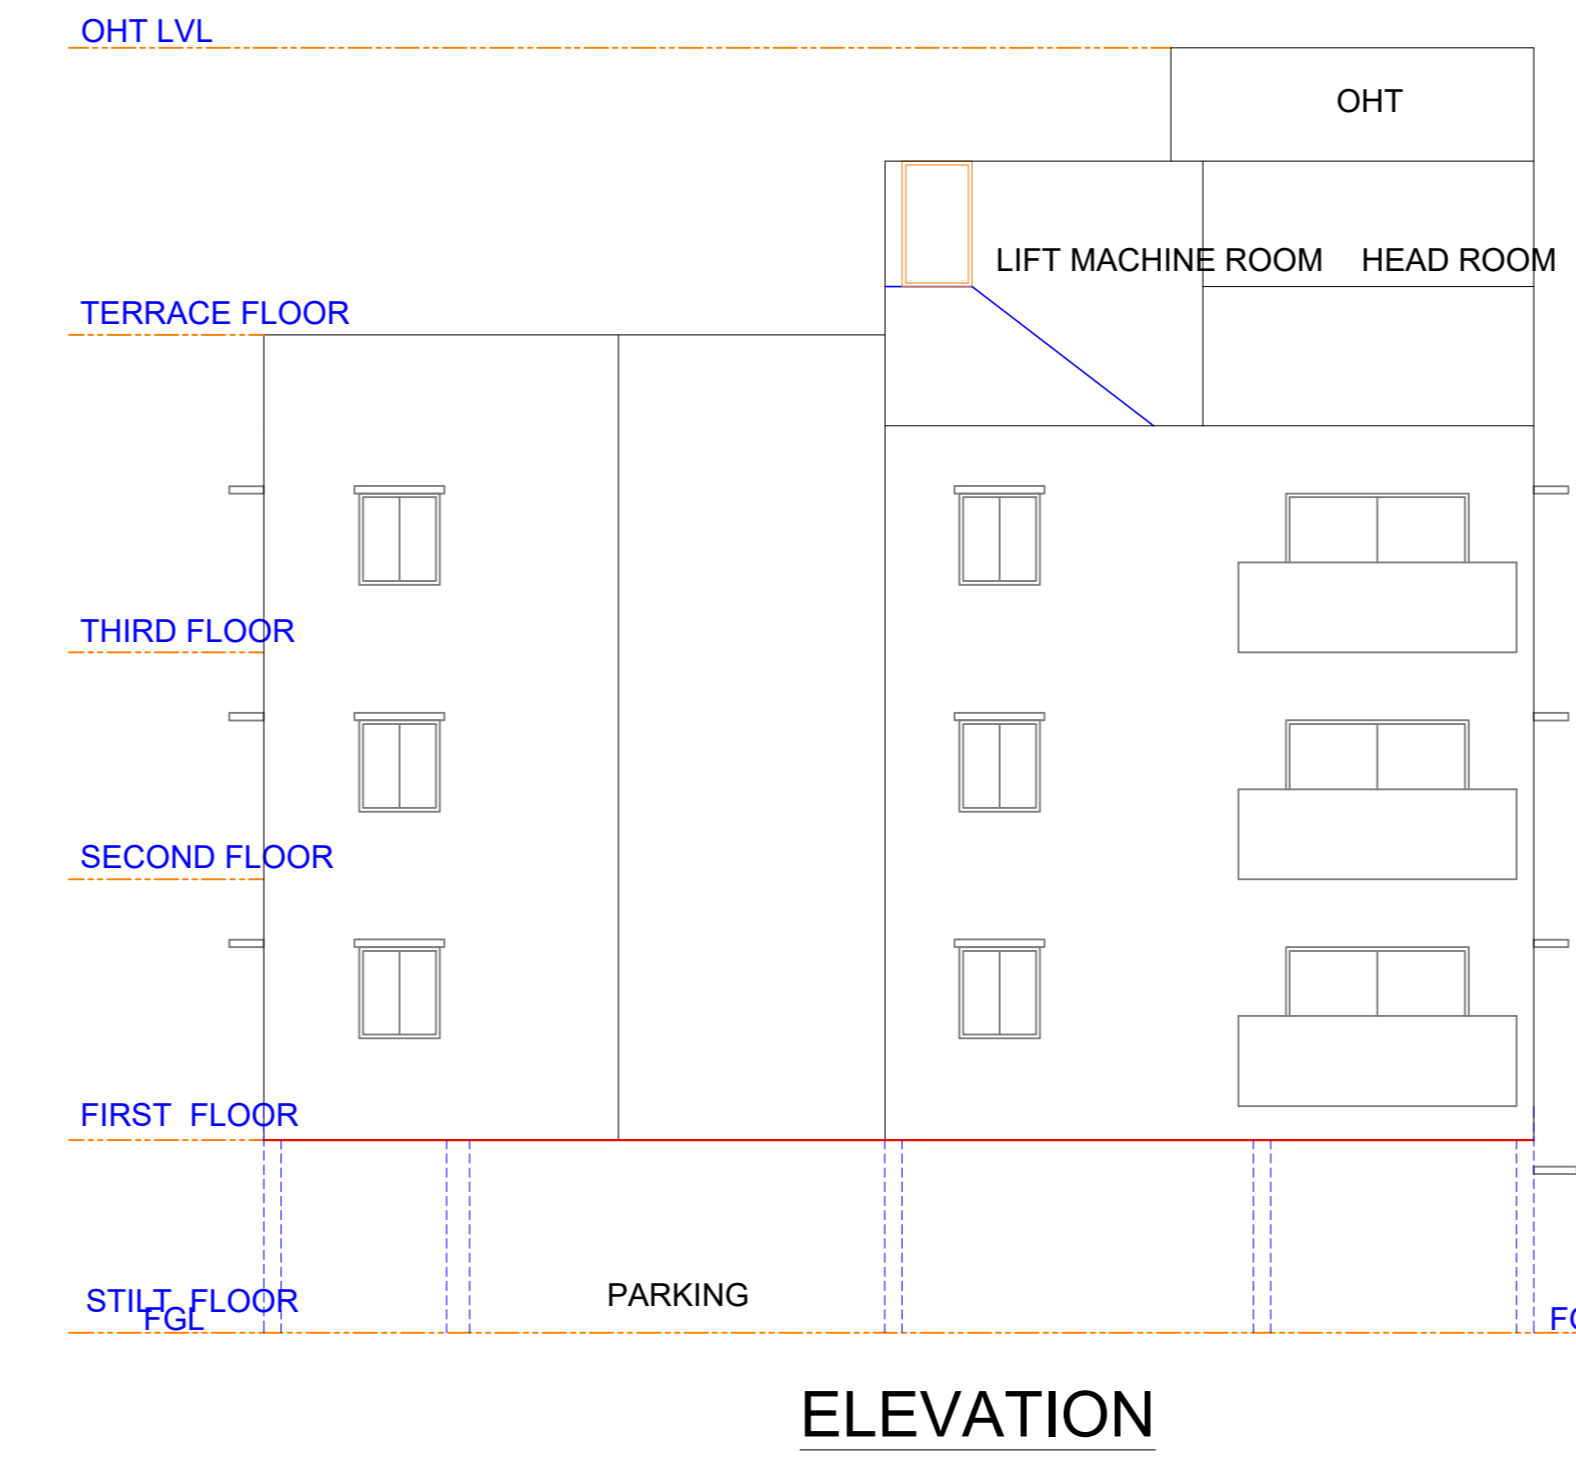 OHT LVL
OHT
LIFT MACHINE ROOM
HEAD ROOM
TERRACE FLOOR
THIRD FLOOR
SECOND FLOOR
FIRST  FLOOR
PARKING
STILT  FLOOR
FGL
ELEVATION